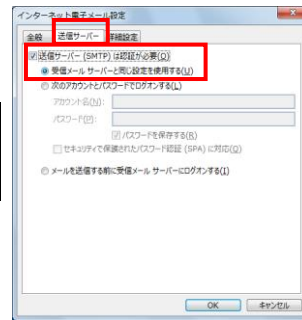 インターネット電子メール設定
全般 送信サーバー 詳細設定
送信サーバー (SMTP) は認証が必要(O)
受信メール サーバーと同じ設定を使用する(U)
次のアカウントとパスワードでログオンする(L)
アカウント名(N):
パスワード(P):
パスワードを保存する(R)
セキュリティで保護されたパスワード認証 (SPA) に対応(Q)
メールを送信する前に受信メール サーバーにログオンする(I)
OK キャンセル